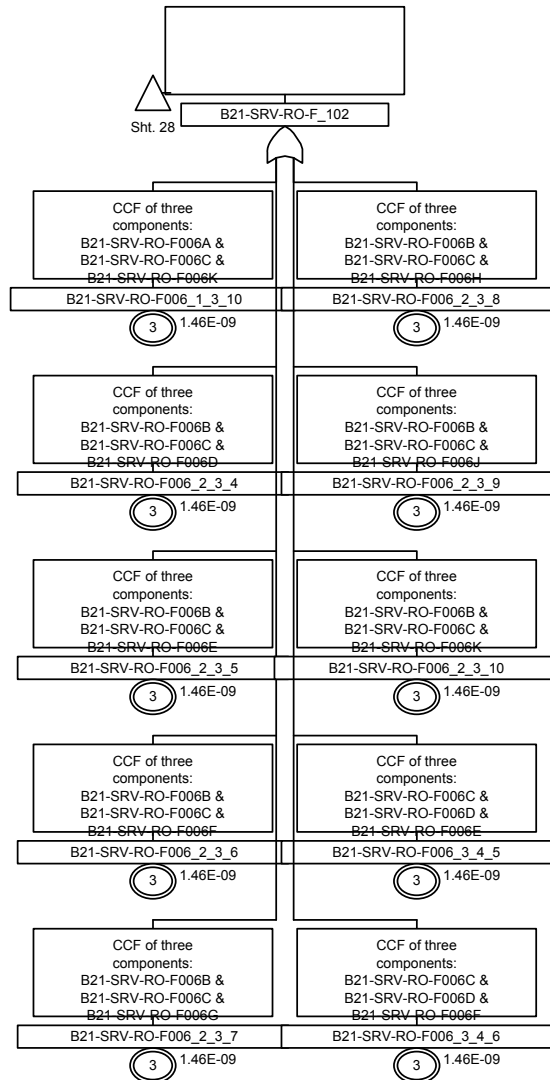 Sht. 28
B21-SRV-RO-F_102
CCF of three
components:
B21-SRV-RO-F006A &
B21-SRV-RO-F006C &
B21-SRV-RO-F006K
B21-SRV-RO-F006_1_3_10
3
1.46E-09
CCF of three
components:
B21-SRV-RO-F006B &
B21-SRV-RO-F006C &
B21-SRV-RO-F006H
B21-SRV-RO-F006_2_3_8
3
1.46E-09
CCF of three
components:
B21-SRV-RO-F006B &
B21-SRV-RO-F006C &
B21-SRV-RO-F006D
B21-SRV-RO-F006_2_3_4
3
1.46E-09
CCF of three
components:
B21-SRV-RO-F006B &
B21-SRV-RO-F006C &
B21-SRV-RO-F006J
B21-SRV-RO-F006_2_3_9
3
1.46E-09
CCF of three
components:
B21-SRV-RO-F006B &
B21-SRV-RO-F006C &
B21-SRV-RO-F006E
B21-SRV-RO-F006_2_3_5
3
1.46E-09
CCF of three
components:
B21-SRV-RO-F006B &
B21-SRV-RO-F006C &
B21-SRV-RO-F006K
B21-SRV-RO-F006_2_3_10
3
1.46E-09
CCF of three
components:
B21-SRV-RO-F006B &
B21-SRV-RO-F006C &
B21-SRV-RO-F006F
B21-SRV-RO-F006_2_3_6
3
1.46E-09
CCF of three
components:
B21-SRV-RO-F006C &
B21-SRV-RO-F006D &
B21-SRV-RO-F006E
B21-SRV-RO-F006_3_4_5
3
1.46E-09
CCF of three
components:
B21-SRV-RO-F006B &
B21-SRV-RO-F006C &
B21-SRV-RO-F006G
B21-SRV-RO-F006_2_3_7
3
1.46E-09
CCF of three
components:
B21-SRV-RO-F006C &
B21-SRV-RO-F006D &
B21-SRV-RO-F006F
B21-SRV-RO-F006_3_4_6
3
1.46E-09